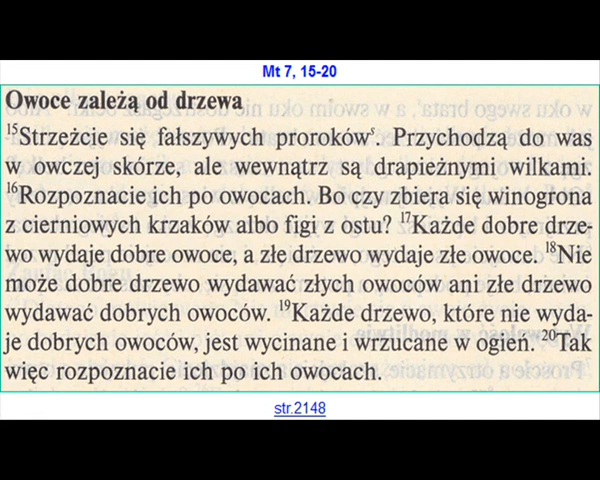 Mt 7, 15-20
Owoce zależą od drzewa
¹⁵Strzeżcie się fałszywych prorokówˢ. Przychodzą do was
w owczej skórze, ale wewnątrz są drapieżnymi wilkami.
¹⁶Rozpoznacie ich po owocach. Bo czy zbiera się winogrona
z cierniowych krzaków albo figi z ostu? ¹⁷Każde dobre drze-
wo wydaje dobre owoce, a złe drzewo wydaje złe owoce. ¹⁸Nie
może dobre drzewo wydawać złych owoców ani złe drzewo
wydawać dobrych owoców. ¹⁹Każde drzewo, które nie wyda-
je dobrych owoców, jest wycinane i wrzucane w ogień. ²⁰Tak
więc rozpoznacie ich po ich owocach.
str.2148